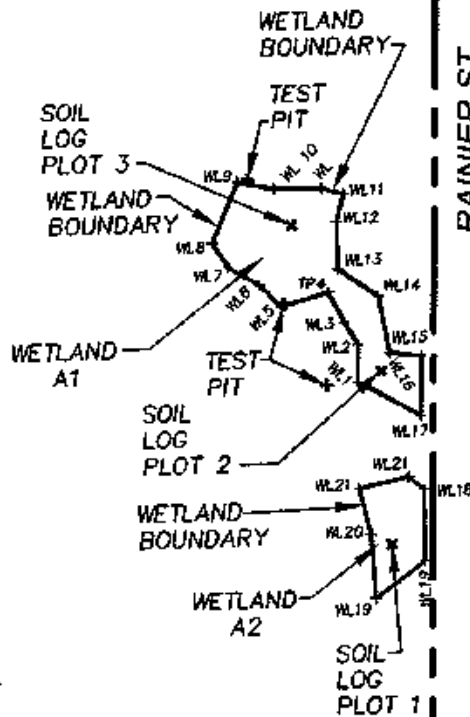 WETLAND
BOUNDARY
RAINIER ST
TEST
PIT
SOIL
LOG
PLOT 3
WL9
WL 10
WL
WL11
WETLAND
BOUNDARY
WL12
WL8
WL13
WL7
WL6
TP4
WL14
WL5
WL3
WETLAND
A1
WL2
WL15
TEST
PIT
WL1
WL16
SOIL
LOG
PLOT 2
WL17
WL21
WL21
WL18
WETLAND
BOUNDARY
WL20
WL19
WETLAND
A2
WL19
SOIL
LOG
PLOT 1